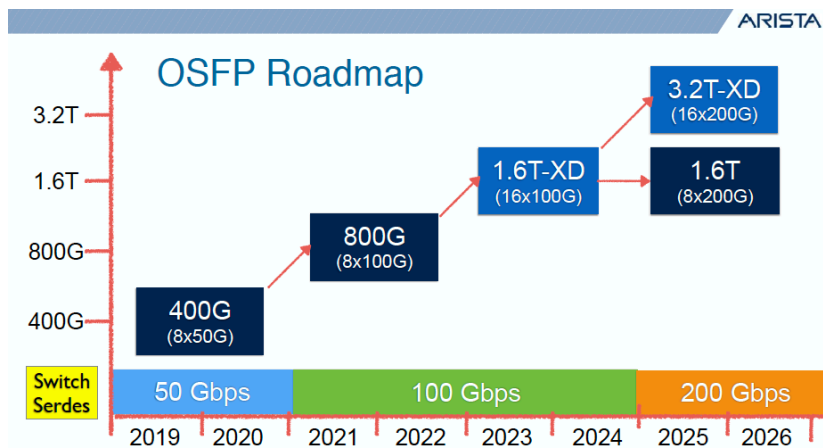 ARISTA
OSFP Roadmap
3.2T
1.6T
800G
400G
3.2T-XD
(16x200G)
1.6T-XD
(16x100G)
1.6T
(8x200G)
800G
(8x100G)
400G
(8x50G)
Switch
Serdes
50 Gbps
100 Gbps
200 Gbps
2019
2020
2021
2022
2023
2024
2025
2026